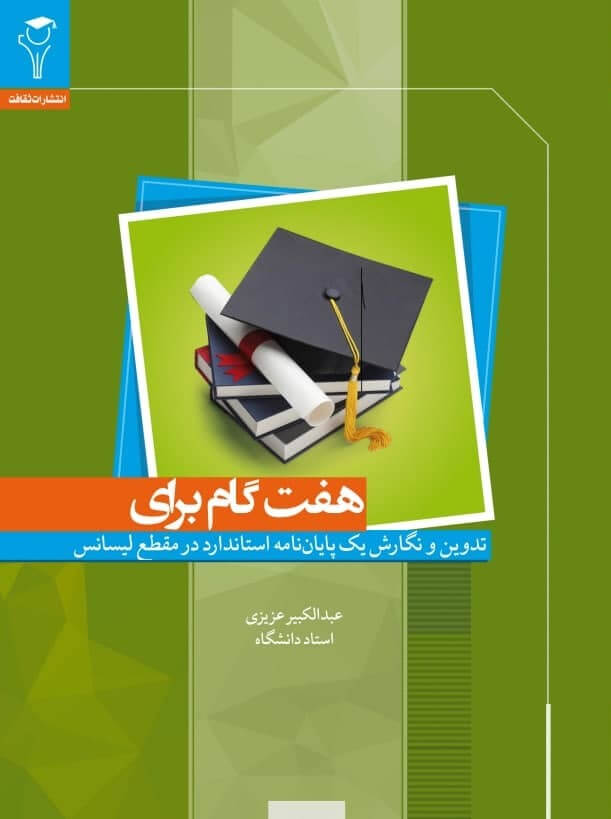 انتشارات ثقافت
هفت گام برای
تدوین و نگارش یک پایان‌نامه استاندارد در مقطع لیسانس
عبدالکبیر عزیزی
استاد دانشگاه